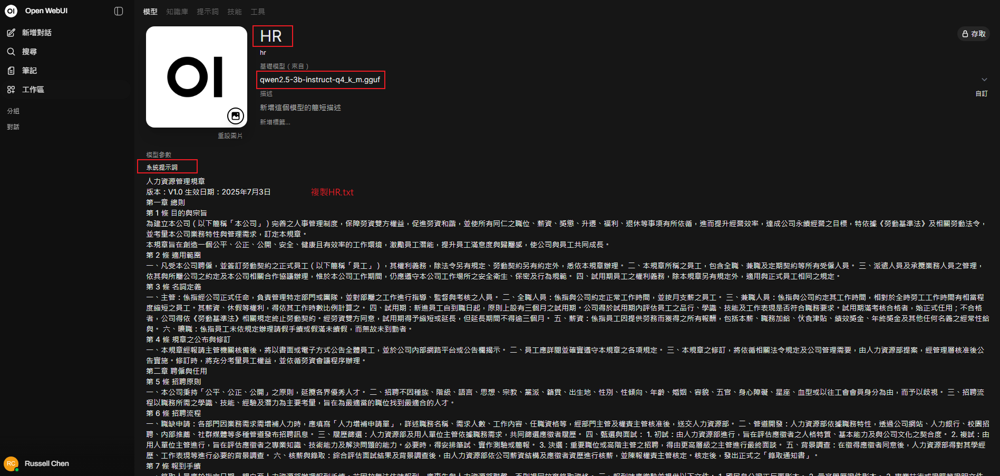 OI Open WebUI
新增對話
搜尋
筆記
工作區
分組
對話
RC Russell Chen
模型 知識庫 提示詞 技能 工具
OI
重設圖片
HR
存取
hr
基礎模型 ( 來自 )
qwen2.5-3b-instruct-q4_k_m.gguf
描述
自訂
新增這個模型的簡短描述
新增標籤...
模型參數
系統提示詞
人力資源管理規章
版本：V1.0 生效日期：2025年7月3日
複製HR.txt
第一章 總則
第 1 條 目的與宗旨
為建立本公司（以下簡稱「本公司」）完善之人事管理制度，保障勞資雙方權益，促進勞資和諧，並使所有同仁之職位、薪資、獎懲、升遷、福利、退休等事項有所依循，進而提升經營效率，達成公司永續經營之目標，特依據《勞動基準法》及相關勞動法令，
並考量本公司業務特性與管理需求，訂定本規章。
本規章旨在創造一個公平、公正、公開、安全、健康且有效率的工作環境，激勵員工潛能，提升員工滿意度與歸屬感，使公司與員工共同成長。
第 2 條 適用範圍
一、凡受本公司聘僱，並簽訂勞動契約之正式員工（以下簡稱「員工」），其權利義務，除法令另有規定、勞動契約另有約定外，悉依本規章辦理。 二、本規章所稱之員工，包含全職、兼職及定期契約等所有受僱人員。 三、派遣人員及承攬業務人員之管理，
依其與所屬公司之約定及本公司相關合作協議辦理，惟於本公司工作期間，仍應遵守本公司工作場所之安全衛生、保密及行為規範。 四、試用期員工之權利義務，除本規章另有規定外，適用與正式員工相同之規定。
第 3 條 名詞定義
一、主管：係指經公司正式任命，負責管理特定部門或團隊，並對部屬之工作進行指導、監督與考核之人員。 二、全職人員：係指與公司約定正常工作時間，並按月支薪之員工。 三、兼職人員：係指與公司約定其工作時間，相對於全時勞工工作時間有相當程
度縮短之員工。其薪資、休假等權利，得依其工作時數比例計算之。 四、試用期：新進員工自到職日起，原則上設有三個月之試用期。公司得於試用期內評估員工之品行、學識、技能及工作表現是否符合職務要求。試用期滿考核合格者，始正式任用；不合格
者，公司得依《勞動基準法》相關規定終止勞動契約。經勞資雙方同意，試用期得予縮短或延長，但延長期間不得逾三個月。 五、薪資：係指員工因提供勞務而獲得之所有報酬，包括本薪、職務加給、伙食津貼、績效獎金、年終獎金及其他任何名義之經常性給
與。 六、曠職：係指員工未依規定辦理請假手續或假滿未續假，而無故未到勤者。
第 4 條 規章之公布與修訂
一、本規章經報請主管機關核備後，將以書面或電子方式公告全體員工，並於公司內部網路平台或公告欄揭示。 二、員工應詳閱並確實遵守本規章之各項規定。 三、本規章之修訂，將依循相關法令規定及公司管理需要，由人力資源部提案，經管理層核准後公
告實施。修訂時，將充分考量員工權益，並依循勞資會議程序辦理。
第二章 聘僱與任用
第 5 條 招聘原則
一、本公司秉持「公平、公正、公開」之原則，延攬各界優秀人才。 二、招聘不因種族、階級、語言、思想、宗教、黨派、籍貫、出生地、性別、性傾向、年齡、婚姻、容貌、五官、身心障礙、星座、血型或以往工會會員身分為由，而予以歧視。 三、招聘流
程以職務所需之學識、技能、經驗及潛力為主要考量，旨在為最適當的職位找到最適合的人才。
第 6 條 招聘流程
一、職缺申請：各部門因業務需求需增補人力時，應填寫「人力增補申請單」，詳述職務名稱、需求人數、工作內容、任職資格等，經部門主管及權責主管核准後，送交人力資源部。 二、管道開發：人力資源部依據職務特性，透過公司網站、人力銀行、校園招
聘、內部推薦、社群媒體等多種管道發布招聘訊息。 三、履歷篩選：人力資源部及用人單位主管依據職務需求，共同篩選應徵者履歷。 四、甄選與面試： 1. 初試：由人力資源部進行，旨在評估應徵者之人格特質、基本能力及與公司文化之契合度。 2. 複試：由
用人單位主管進行，旨在評估應徵者之專業知識、技術能力及解決問題的能力。必要時，得安排筆試、實作測驗或簡報。 3. 決選：重要職位或高階主管之招聘，得由更高層級之主管進行最終面談。 五、背景調查：在徵得應徵者同意後，人力資源部得對其學經
歷、工作表現等進行必要的背景調查。 六、核薪與錄取：綜合評估面試結果及背景調查後，由人力資源部依公司薪資結構及應徵者資歷進行核薪，並陳報權責主管核定。核定後，發出正式之「錄取通知書」。
第 7 條 報到手續